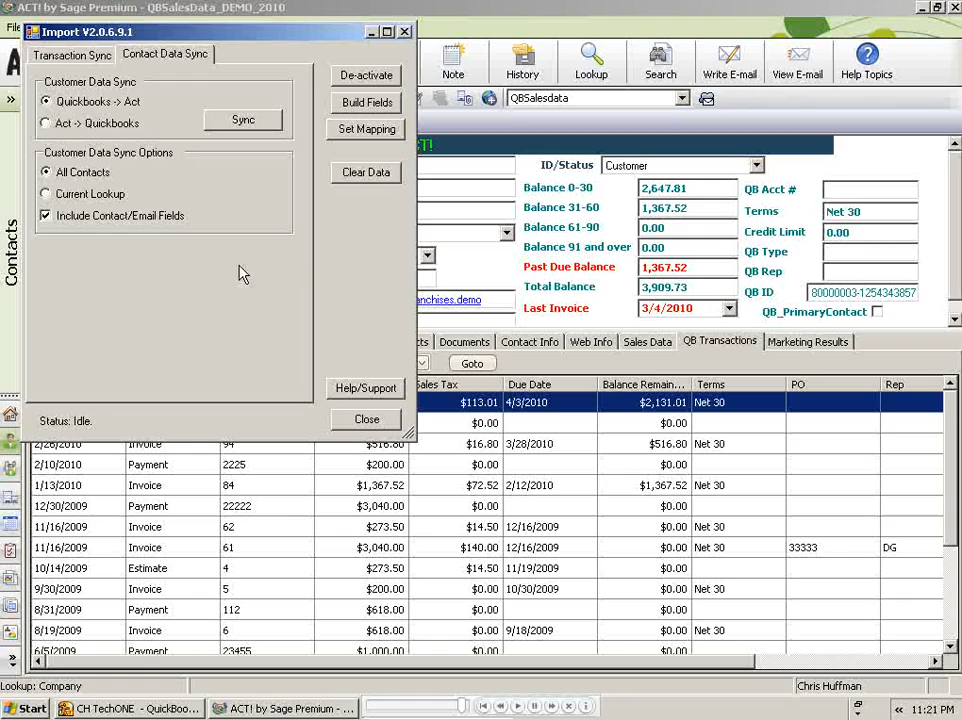 ACT! by Sage Premium - QBSalesData_DEMO_2010
Import V2.0.6.9.1
Transaction Sync
Contact Data Sync
Customer Data Sync
Quickbooks -> Act
Act -> Quickbooks
Sync
Customer Data Sync Options
All Contacts
Current Lookup
Include Contact/Email Fields
De-activate
Build Fields
Set Mapping
Clear Data
Help/Support
Status: Idle.
Close
Note
History
Lookup
Search
Write E-mail
View E-mail
Help Topics
QBSalesdata
Contacts
ID/Status
Customer
Balance 0-30
2,647.81
QB Acct #
Balance 31-60
1,367.52
Terms
Net 30
Balance 61-90
0.00
Credit Limit
0.00
Balance 91 and over
0.00
QB Type
Past Due Balance
1,367.52
QB Rep
Total Balance
3,909.73
QB ID
80000003-1254343857
anchises.demo
Last Invoice
3/4/2010
QB_PrimaryContact
cts
Documents
Contact Info
Web Info
Sales Data
QB Transactions
Marketing Results
Goto
Sales Tax
Due Date
Balance Remain...
Terms
PO
Rep
$113.01 4/3/2010 $2,131.01 Net 30
$0.00 $0.00
2/26/2010 Invoice 94 $516.80 $16.80 3/28/2010 $516.80 Net 30
2/10/2010 Payment 2225 $200.00 $0.00 $0.00
1/13/2010 Invoice 84 $1,367.52 $72.52 2/12/2010 $1,367.52 Net 30
12/30/2009 Payment 22222 $3,040.00 $0.00 $0.00
11/16/2009 Invoice 62 $273.50 $14.50 12/16/2009 $0.00 Net 30
11/16/2009 Invoice 61 $3,040.00 $140.00 12/16/2009 $0.00 Net 30 33333 DG
10/14/2009 Estimate 4 $273.50 $14.50 11/19/2009 $0.00
9/30/2009 Invoice 5 $200.00 $0.00 10/30/2009 $0.00 Net 30
8/31/2009 Payment 112 $618.00 $0.00 $0.00
8/19/2009 Invoice 6 $618.00 $0.00 9/18/2009 $0.00 Net 30
6/5/2009 Payment 23455 $1,000.00 $0.00 $0.00
Lookup: Company
Chris Huffman
Start
CH TechONE - QuickBoo...
ACT! by Sage Premium - ...
11:21 PM